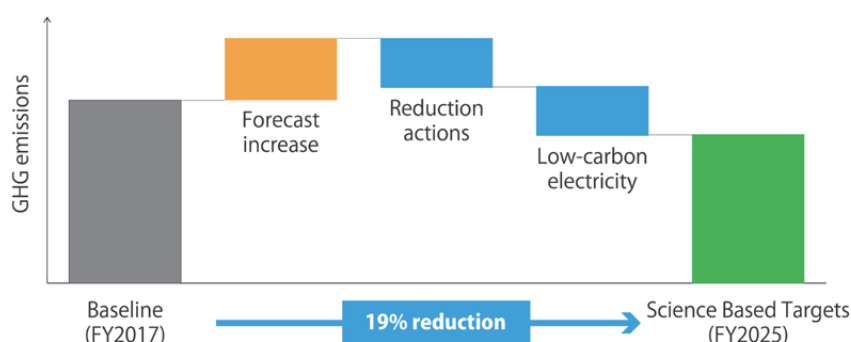 GHG emissions
Forecast
increase
Reduction
actions
Low-carbon
electricity
Baseline
(FY2017)
19% reduction
Science Based Targets
(FY2025)